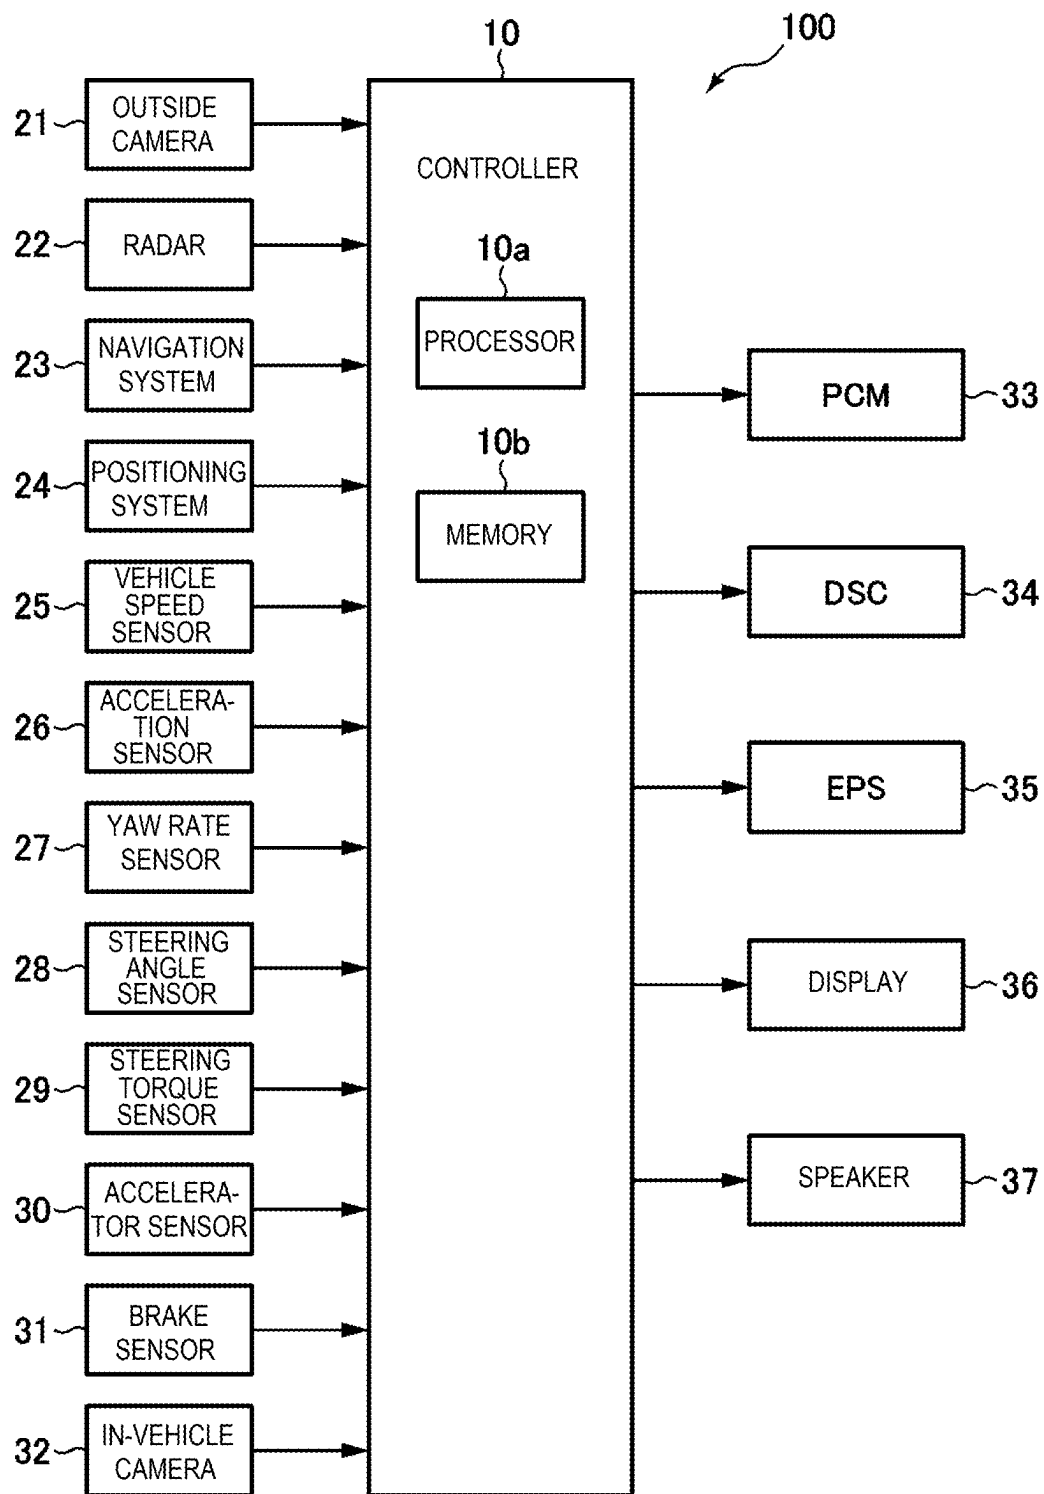 10
100
21
OUTSIDE
CAMERA
22
RADAR
23
NAVIGATION
SYSTEM
24
POSITIONING
SYSTEM
25
VEHICLE
SPEED
SENSOR
26
ACCELERA-
TION
SENSOR
27
YAW RATE
SENSOR
28
STEERING
ANGLE
SENSOR
29
STEERING
TORQUE
SENSOR
30
ACCELERA-
TOR SENSOR
31
BRAKE
SENSOR
32
IN-VEHICLE
CAMERA
CONTROLLER
10a
PROCESSOR
10b
MEMORY
PCM
33
DSC
34
EPS
35
DISPLAY
36
SPEAKER
37